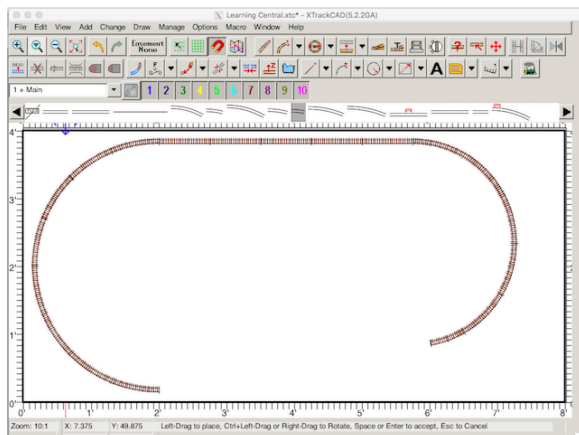 Learning Central.xtc* - XTrackCAD(5.2.2GA)
File Edit View Add Change Draw Manage Options Macro Window Help
Easement
None
A
1 + Main
1 2 3 4 5 6 7 8 9 10
4'
3'
2'
1'
0'
0' 1' 2' 3' 4' 5' 6' 7' 8'
Zoom: 10:1 X: 7.375 Y: 49.875 Left-Drag to place, Ctrl+Left-Drag or Right-Drag to Rotate, Space or Enter to accept, Esc to Cancel